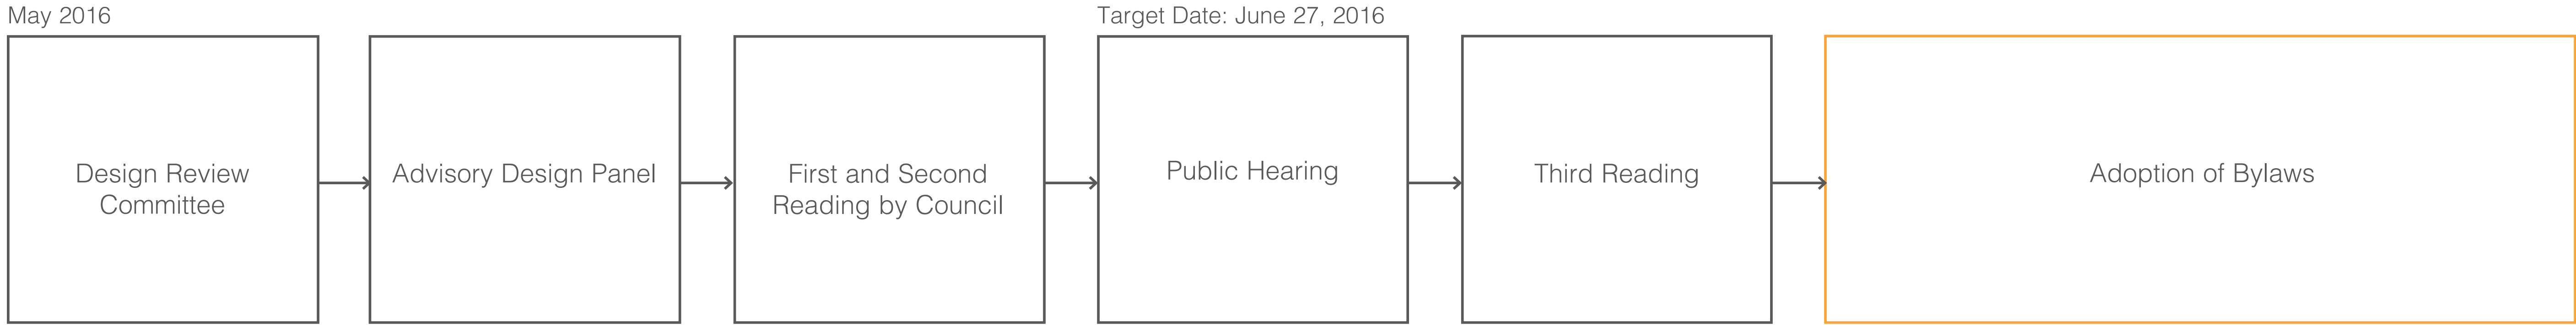 May 2016
Target Date: June 27, 2016
Design Review
Committee
Advisory Design Panel
First and Second
Reading by Council
Public Hearing
Third Reading
Adoption of Bylaws